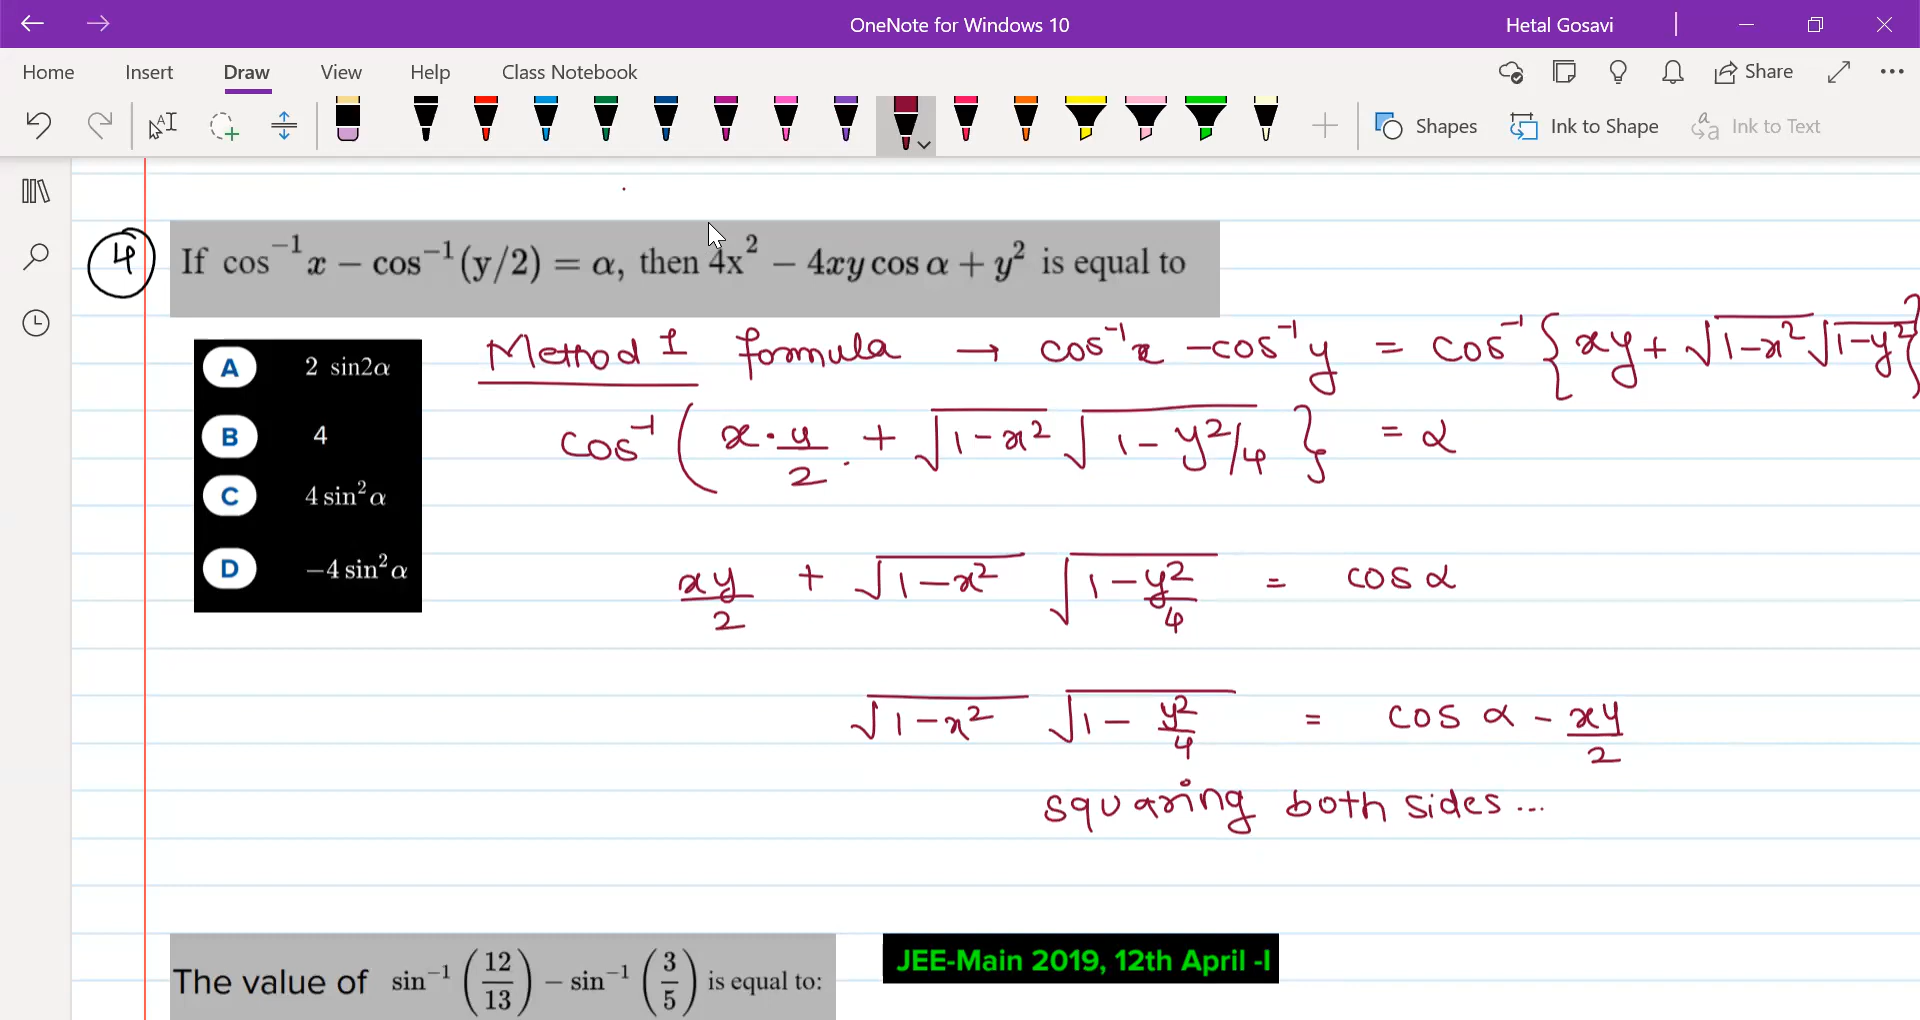 OneNote for Windows 10
Hetal Gosavi
Home Insert Draw View Help Class Notebook Share
Shapes Ink to Shape Ink to Text
4 If cos⁻¹x − cos⁻¹(y/2) = α, then 4x² − 4xy cos α + y² is equal to
A 2 sin2α
B 4
C 4 sin²α
D −4 sin²α
Method 1 formula → cos⁻¹x − cos⁻¹y = cos⁻¹{xy + √1−x² √1−y²}
cos⁻¹(x·y/2 + √1−x² √1−y²/4} = α
xy/2 + √1−x² √1−y²/4 = cos α
√1−x² √1−y²/4 = cos α − xy/2
squaring both sides ...
The value of sin⁻¹(12/13) − sin⁻¹(3/5) is equal to:
JEE-Main 2019, 12th April -I